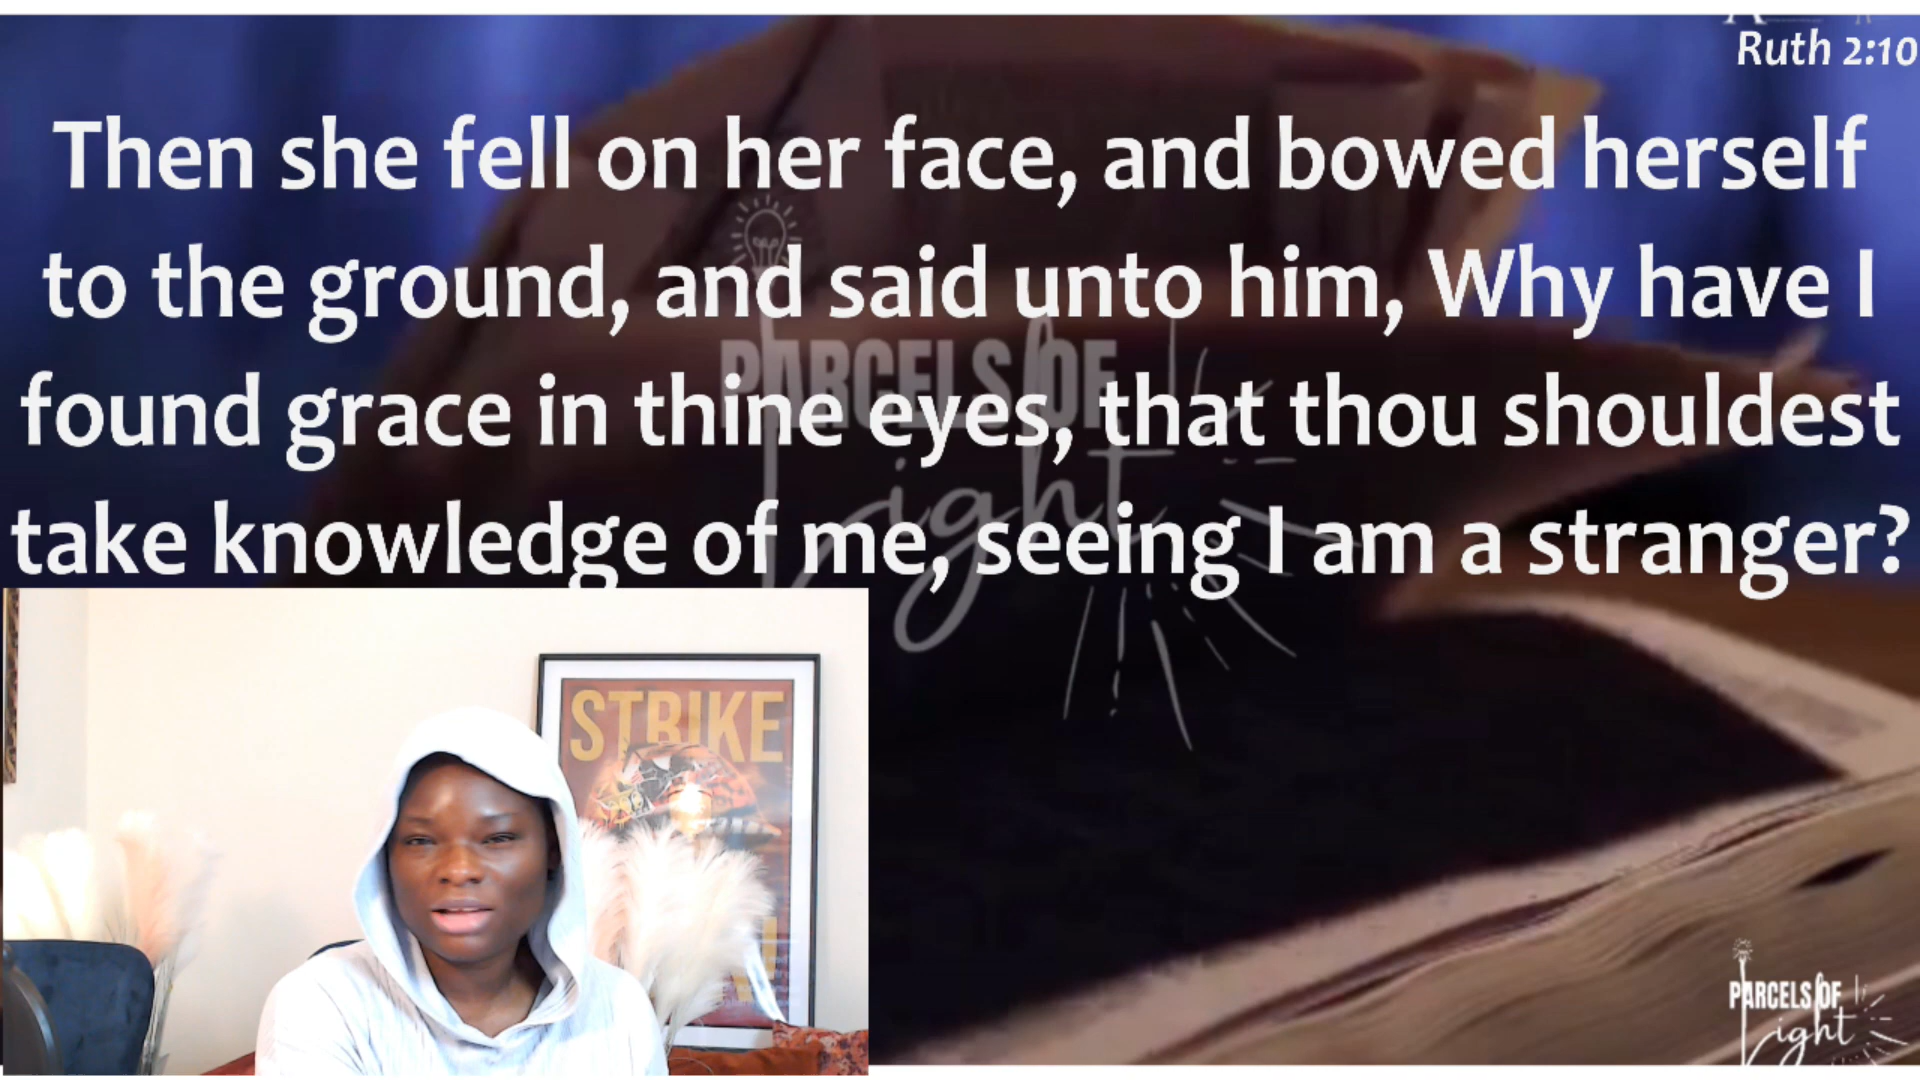 Ruth 2:10
Then she fell on her face, and bowed herself
to the ground, and said unto him, Why have I
found grace in thine eyes, that thou shouldest
take knowledge of me, seeing I am a stranger?
PARCELS OF
Light
STRIKE
PARCELS OF
Light